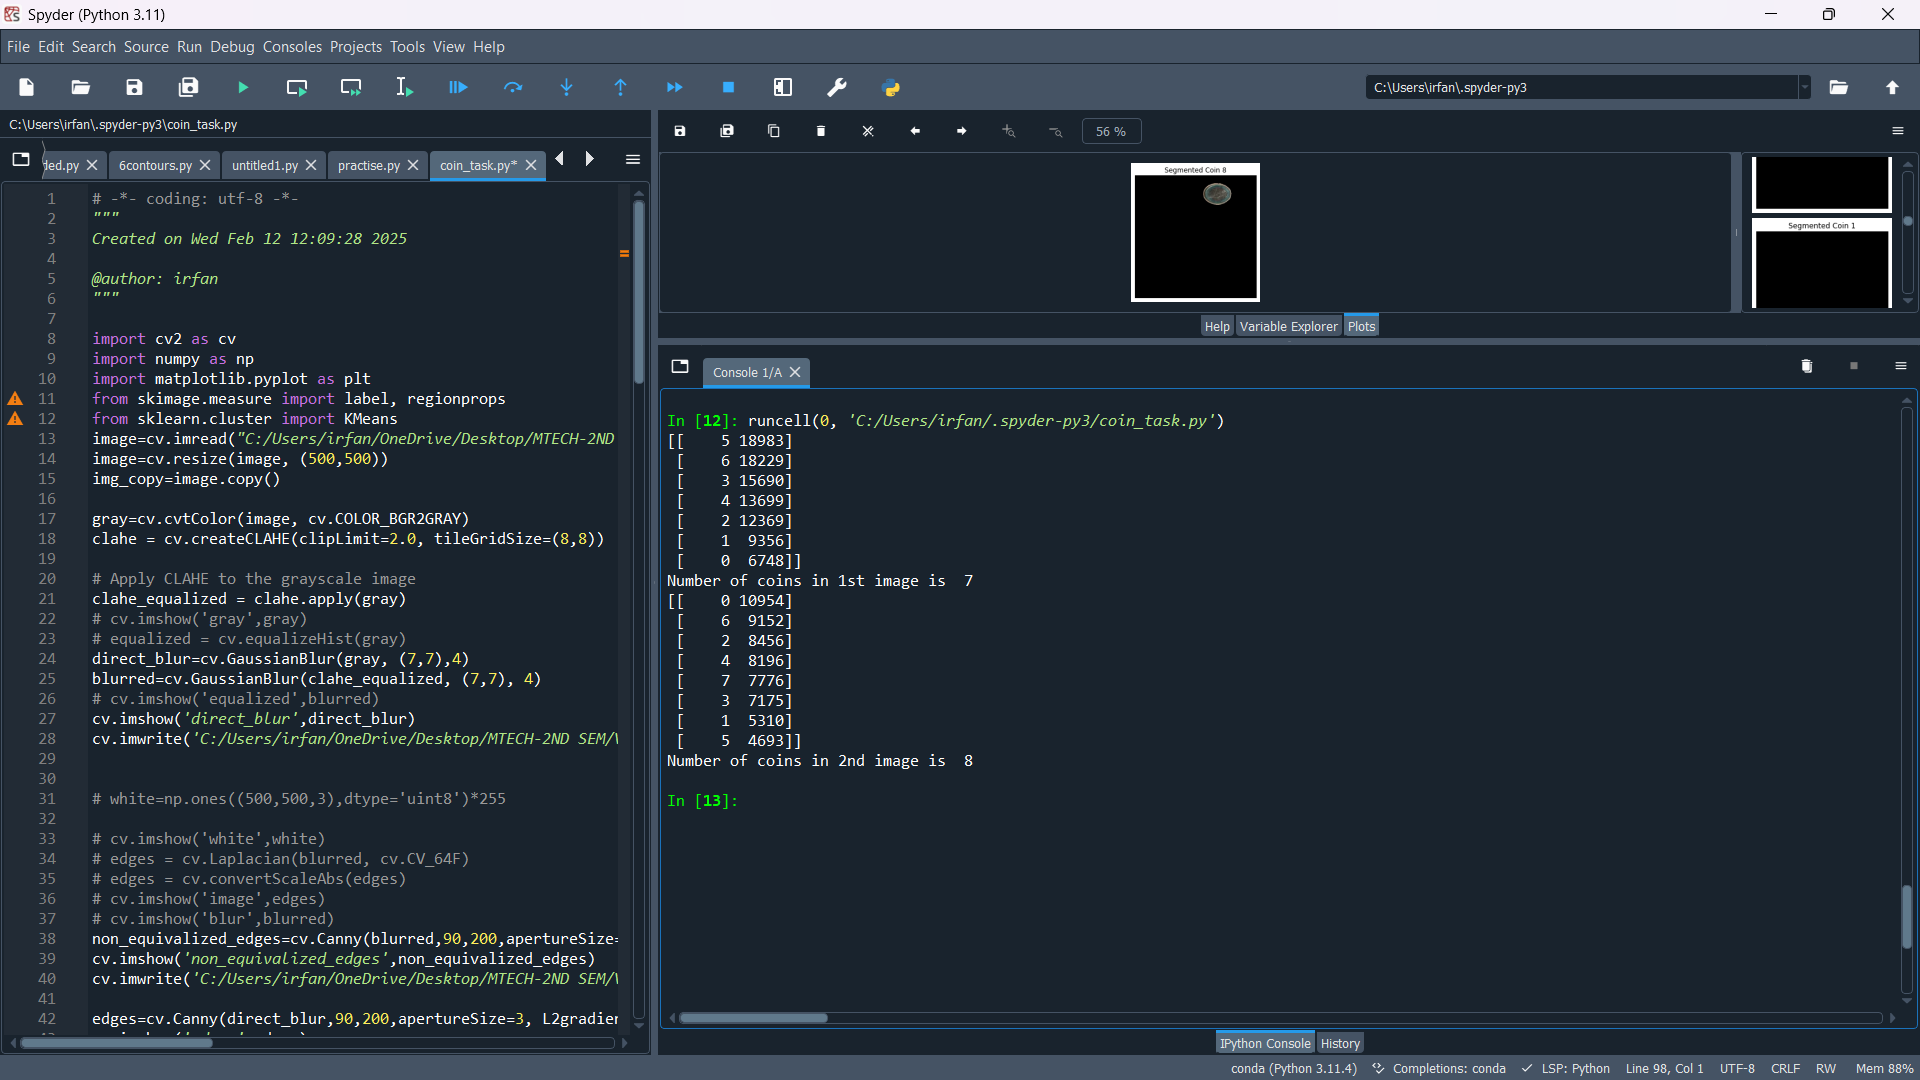 Spyder (Python 3.11)
File Edit Search Source Run Debug Consoles Projects Tools View Help
C:\Users\irfan\.spyder-py3
C:\Users\irfan\.spyder-py3\coin_task.py
led.py 6contours.py untitled1.py practise.py coin_task.py*
1 # -*- coding: utf-8 -*-
2 """
3 Created on Wed Feb 12 12:09:28 2025
4
5 @author: irfan
6 """
7
8 import cv2 as cv
9 import numpy as np
10 import matplotlib.pyplot as plt
11 from skimage.measure import label, regionprops
12 from sklearn.cluster import KMeans
13 image=cv.imread("C:/Users/irfan/OneDrive/Desktop/MTECH-2ND
14 image=cv.resize(image, (500,500))
15 img_copy=image.copy()
16
17 gray=cv.cvtColor(image, cv.COLOR_BGR2GRAY)
18 clahe = cv.createCLAHE(clipLimit=2.0, tileGridSize=(8,8))
19
20 # Apply CLAHE to the grayscale image
21 clahe_equalized = clahe.apply(gray)
22 # cv.imshow('gray',gray)
23 # equalized = cv.equalizeHist(gray)
24 direct_blur=cv.GaussianBlur(gray, (7,7),4)
25 blurred=cv.GaussianBlur(clahe_equalized, (7,7), 4)
26 # cv.imshow('equalized',blurred)
27 cv.imshow('direct_blur',direct_blur)
28 cv.imwrite('C:/Users/irfan/OneDrive/Desktop/MTECH-2ND SEM/
29
30
31 # white=np.ones((500,500,3),dtype='uint8')*255
32
33 # cv.imshow('white',white)
34 # edges = cv.Laplacian(blurred, cv.CV_64F)
35 # edges = cv.convertScaleAbs(edges)
36 # cv.imshow('image',edges)
37 # cv.imshow('blur',blurred)
38 non_equivalized_edges=cv.Canny(blurred,90,200,apertureSize=
39 cv.imshow('non_equivalized_edges',non_equivalized_edges)
40 cv.imwrite('C:/Users/irfan/OneDrive/Desktop/MTECH-2ND SEM/
41
42 edges=cv.Canny(direct_blur,90,200,apertureSize=3, L2gradie
56 %
Segmented Coin 8
Segmented Coin 1
Help Variable Explorer Plots
Console 1/A
In [12]: runcell(0, 'C:/Users/irfan/.spyder-py3/coin_task.py')
[[ 5 18983]
[ 6 18229]
[ 3 15690]
[ 4 13699]
[ 2 12369]
[ 1 9356]
[ 0 6748]]
Number of coins in 1st image is 7
[[ 0 10954]
[ 6 9152]
[ 2 8456]
[ 4 8196]
[ 7 7776]
[ 3 7175]
[ 1 5310]
[ 5 4693]]
Number of coins in 2nd image is 8
In [13]:
IPython Console History
conda (Python 3.11.4) Completions: conda LSP: Python Line 98, Col 1 UTF-8 CRLF RW Mem 88%